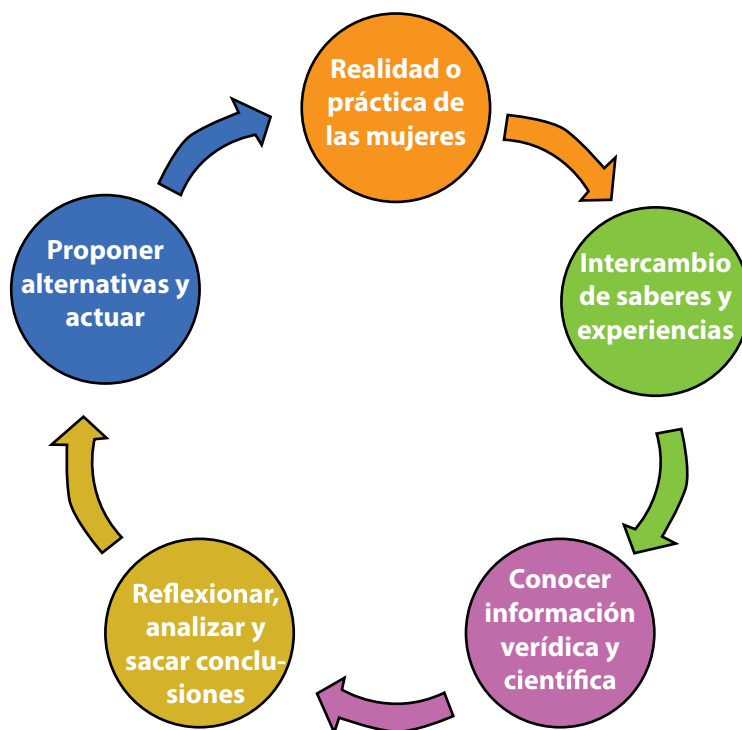 Realidad o
práctica de
las mujeres
Intercambio
de saberes y
experiencias
Conocer
información
verídica y
científica
Reflexionar,
analizar y
sacar conclu-
siones
Proponer
alternativas y
actuar